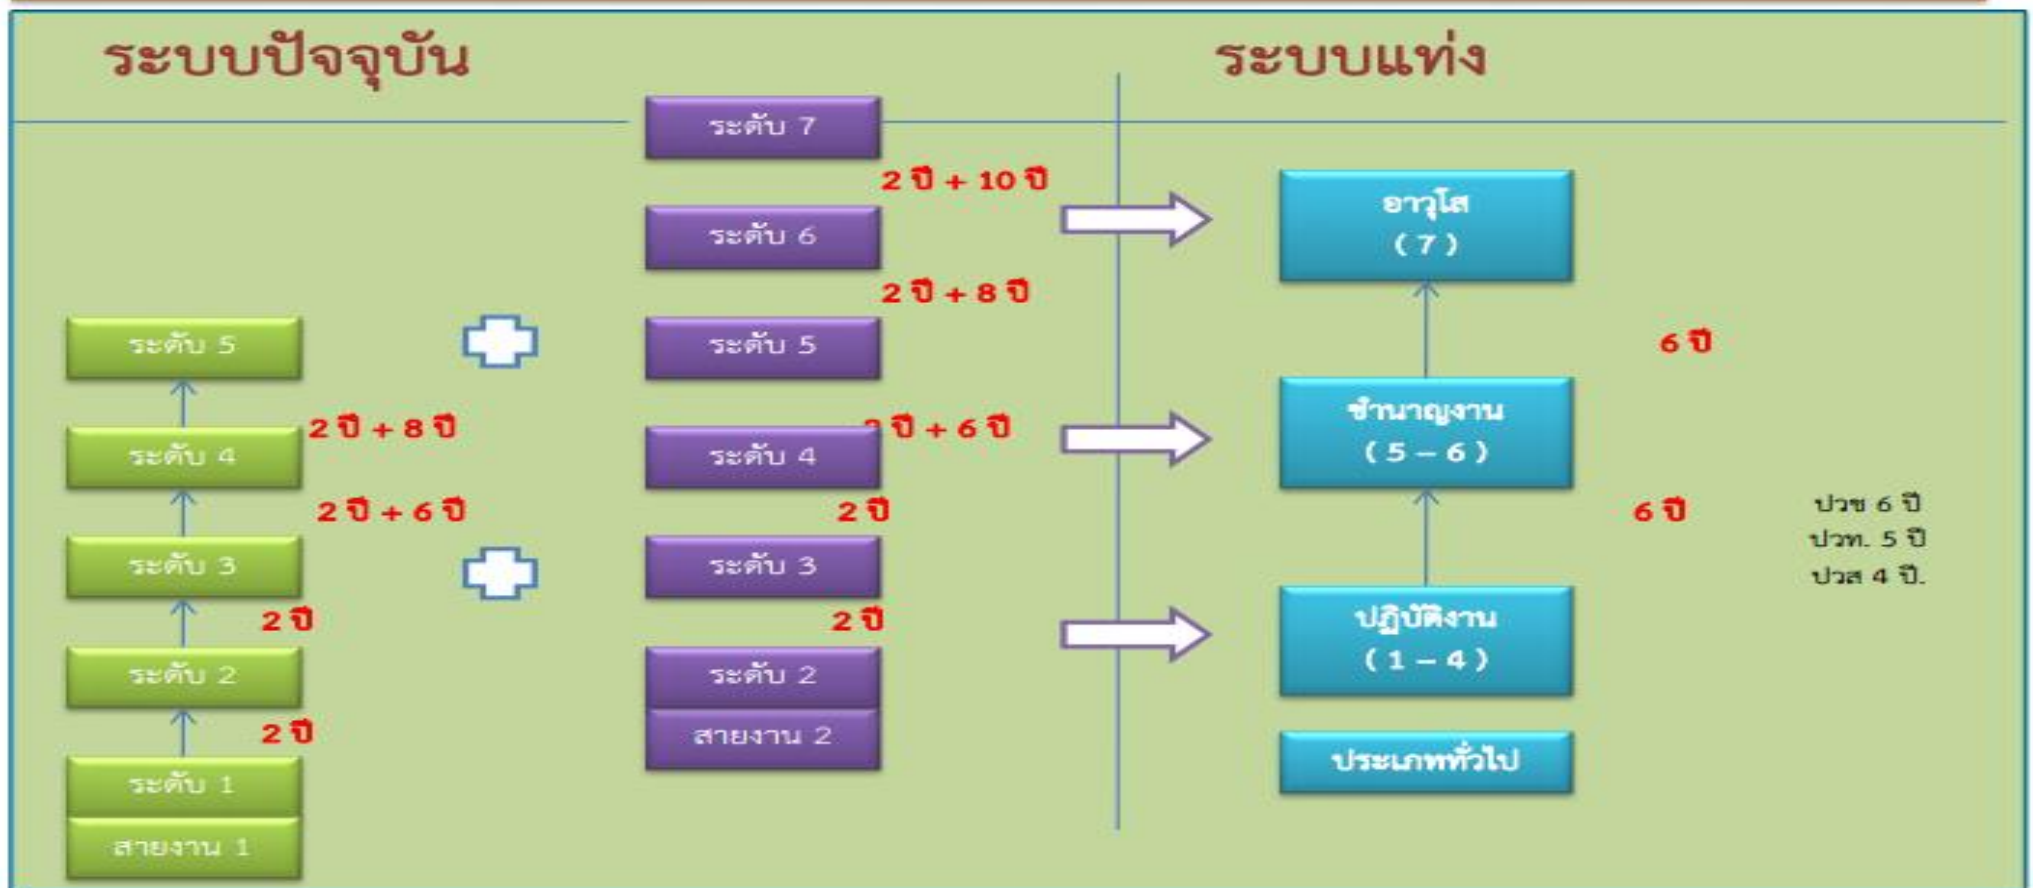 ระบบปัจจุบัน
ระบบแท่ง
ระดับ 5
2 ปี + 8 ปี
ระดับ 4
2 ปี + 6 ปี
ระดับ 3
2 ปี
ระดับ 2
2 ปี
ระดับ 1
สายงาน 1
ระดับ 7
2 ปี + 10 ปี
ระดับ 6
2 ปี + 8 ปี
ระดับ 5
2 ปี + 6 ปี
ระดับ 4
2 ปี
ระดับ 3
2 ปี
ระดับ 2
สายงาน 2
อาวุโส
( 7 )
6 ปี
ชำนาญงาน
( 5 – 6 )
6 ปี
ปวช 6 ปี
ปวท. 5 ปี
ปวส 4 ปี.
ปฏิบัติงาน
( 1 – 4 )
ประเภททั่วไป